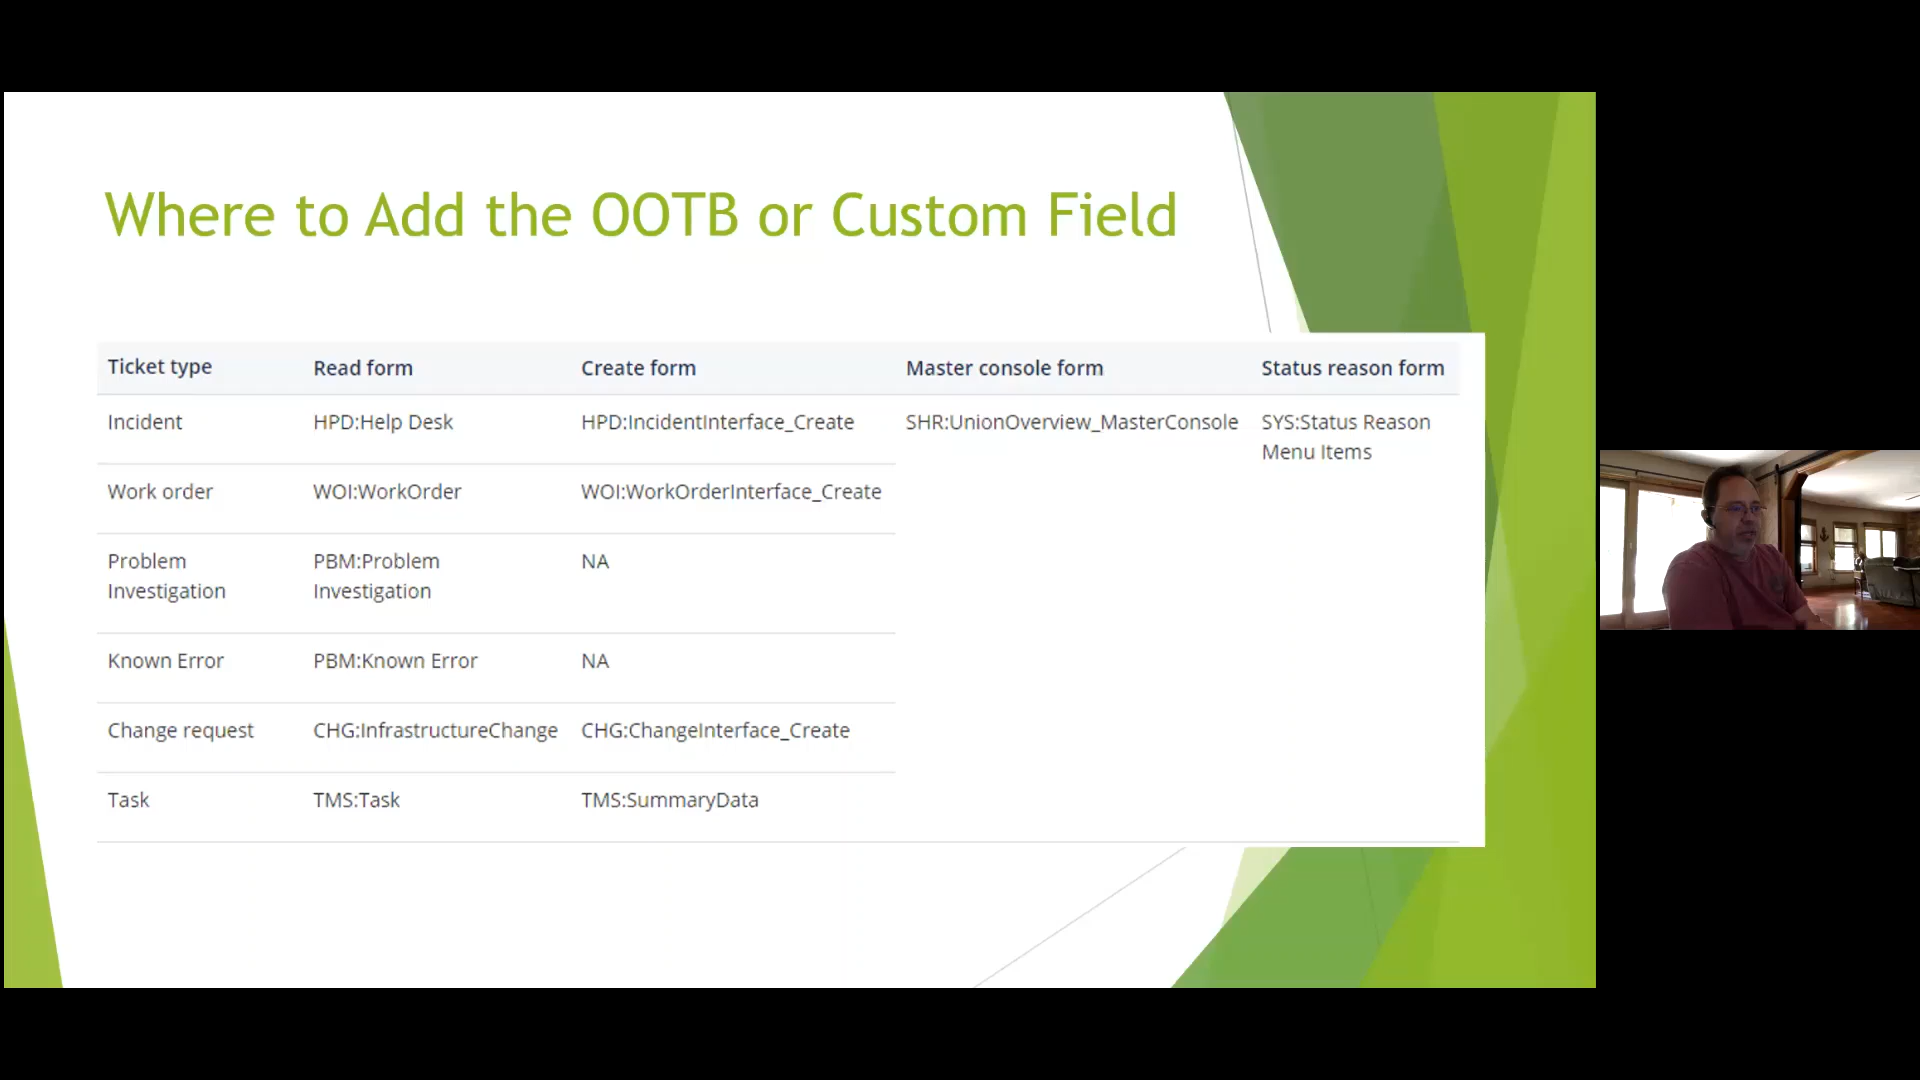 Where to Add the OOTB or Custom Field
Ticket type Read form Create form Master console form Status reason form
Incident HPD:Help Desk HPD:IncidentInterface_Create SHR:UnionOverview_MasterConsole SYS:Status Reason
Menu Items
Work order WOI:WorkOrder WOI:WorkOrderInterface_Create
Problem PBM:Problem NA
Investigation Investigation
Known Error PBM:Known Error NA
Change request CHG:InfrastructureChange CHG:ChangeInterface_Create
Task TMS:Task TMS:SummaryData